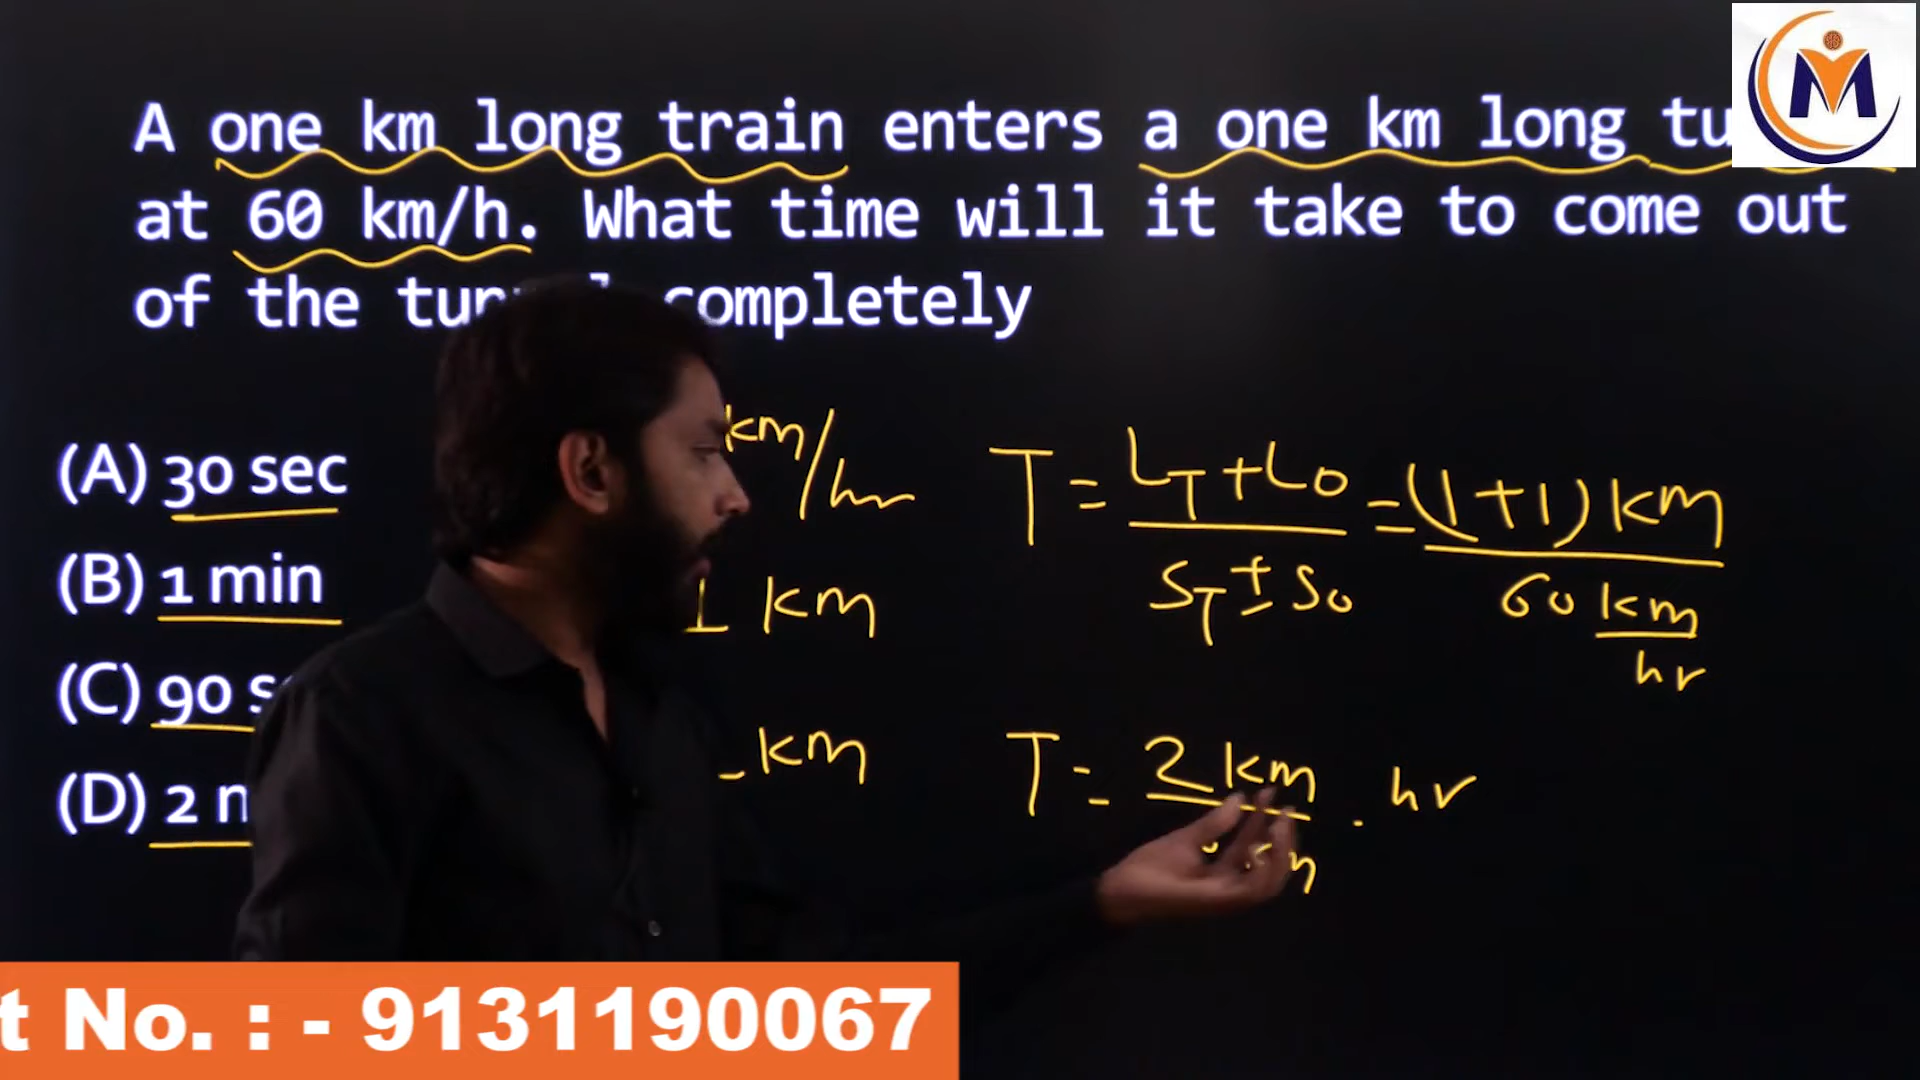 A one km long train enters a one km long tu
at 60 km/h. What time will it take to come out
of the completely
(A) 30 sec
(B) 1 min
(C) 90
(D) 2
km/hr
1 km
km
T = LT + LO / ST ± SO = (1+1) km / 60 km/hr
T = 2 km / . hr
M
t No. : - 9131190067